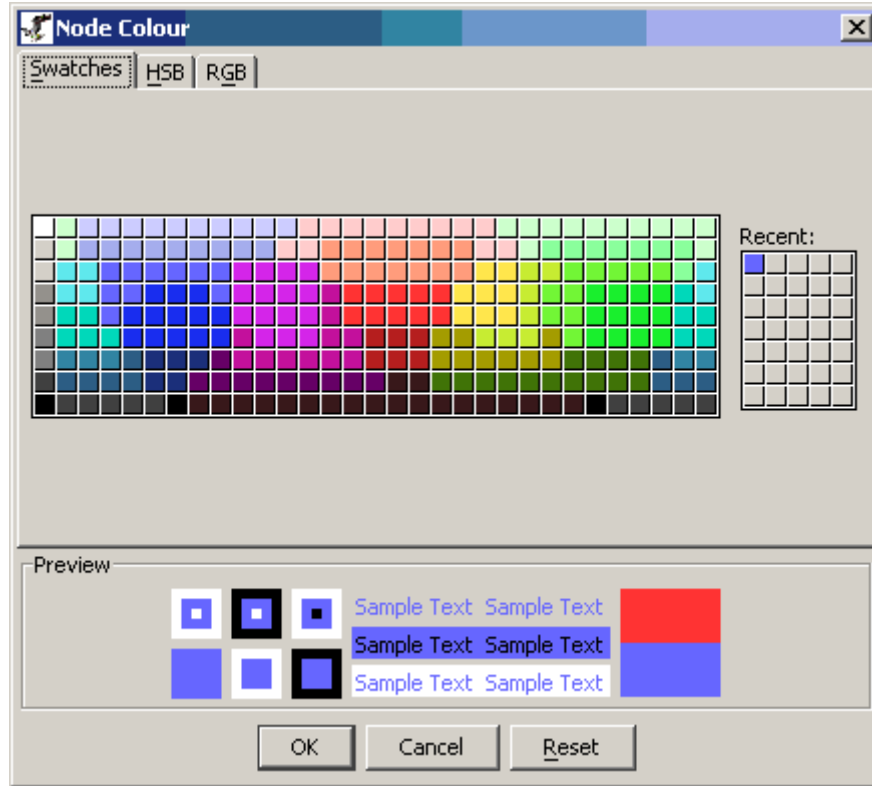 Node Colour
Swatches HSB RGB
Recent:
Preview
Sample Text Sample Text
Sample Text Sample Text
Sample Text Sample Text
OK Cancel Reset